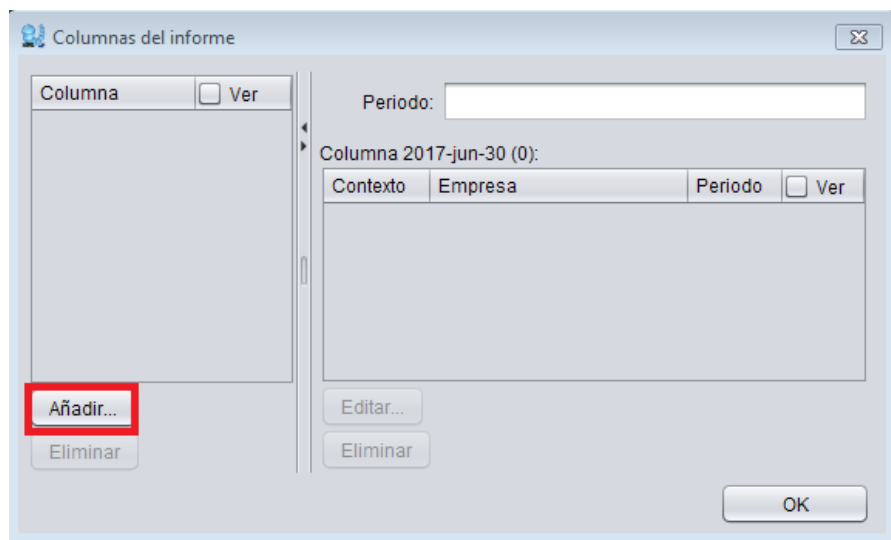 Columnas del informe
Columna Ver
Periodo:
Columna 2017-jun-30 (0):
Contexto Empresa Periodo Ver
Añadir...
Eliminar
Editar...
Eliminar
OK